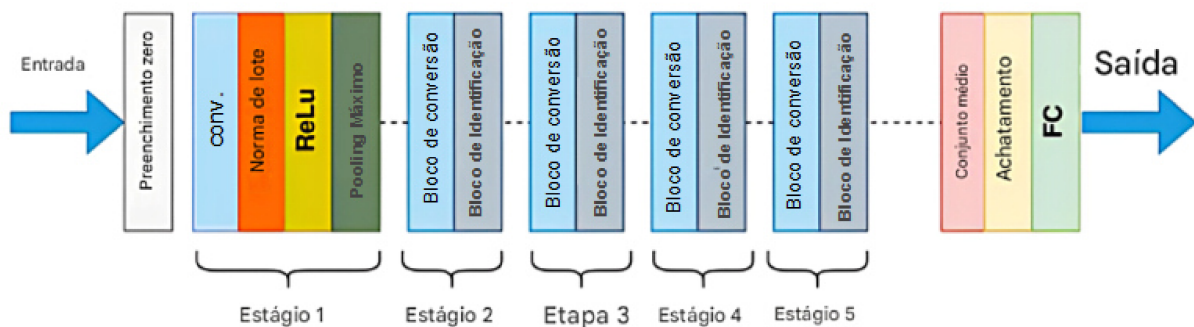 Entrada
Preenchimento zero
conv.
Norma de lote
ReLu
Pooling Máximo
Bloco de conversão
Bloco de Identificação
Bloco de conversão
Bloco de Identificação
Bloco de conversão
Bloco de Identificação
Bloco de conversão
Bloco de Identificação
Conjunto médio
Achatamento
FC
Saída
Estágio 1
Estágio 2
Etapa 3
Estágio 4
Estágio 5